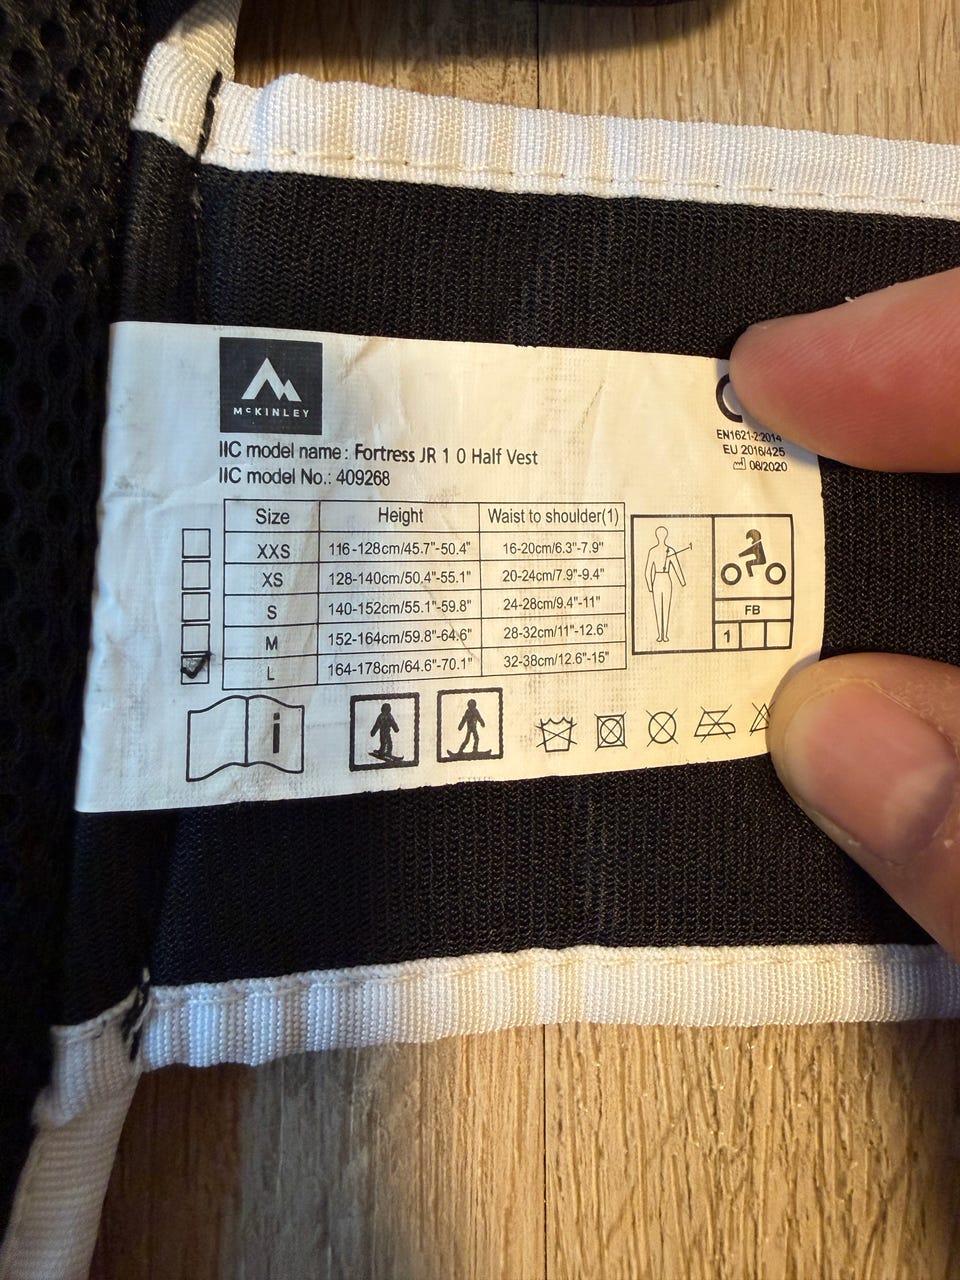 McKINLEY
IIC model name : Fortress JR 1 0 Half Vest
IIC model No.: 409268
EN1621-2:2014
EU 2016/425
08/2020
Size Height Waist to shoulder(1)
XXS 116-128cm/45.7"-50.4" 16-20cm/6.3"-7.9"
XS 128-140cm/50.4"-55.1" 20-24cm/7.9"-9.4"
S 140-152cm/55.1"-59.8" 24-28cm/9.4"-11"
M 152-164cm/59.8"-64.6" 28-32cm/11"-12.6"
L 164-178cm/64.6"-70.1" 32-38cm/12.6"-15"
FB
1
i